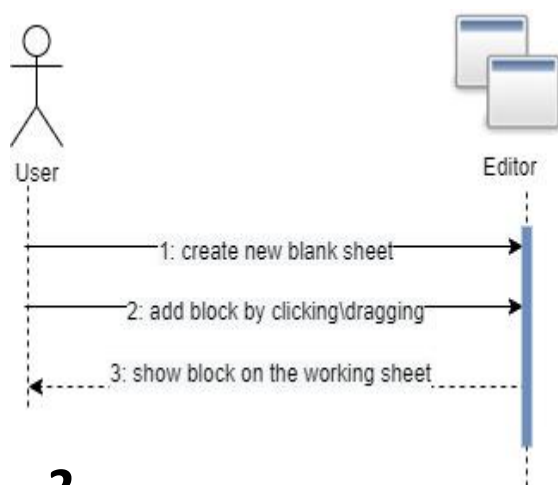 User
Editor
1: create new blank sheet
2: add block by clicking\dragging
3: show block on the working sheet